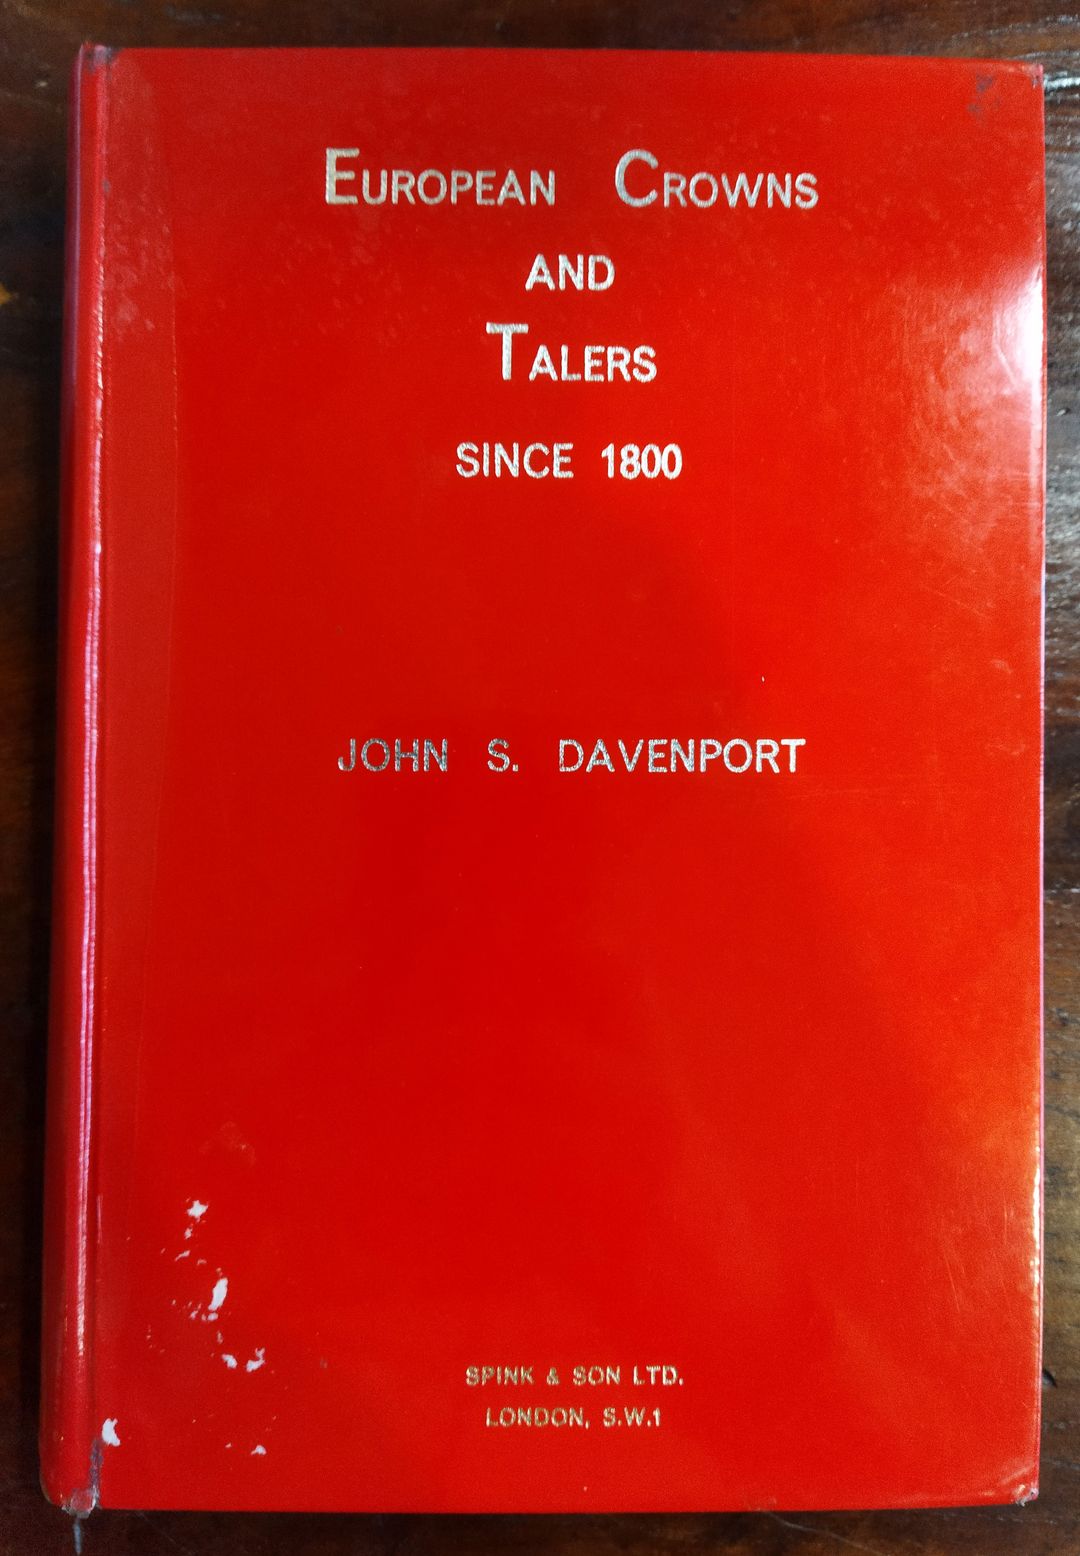 EUROPEAN CROWNS
AND
TALERS
SINCE 1800
JOHN S. DAVENPORT
SPINK & SON LTD.
LONDON, S.W.1